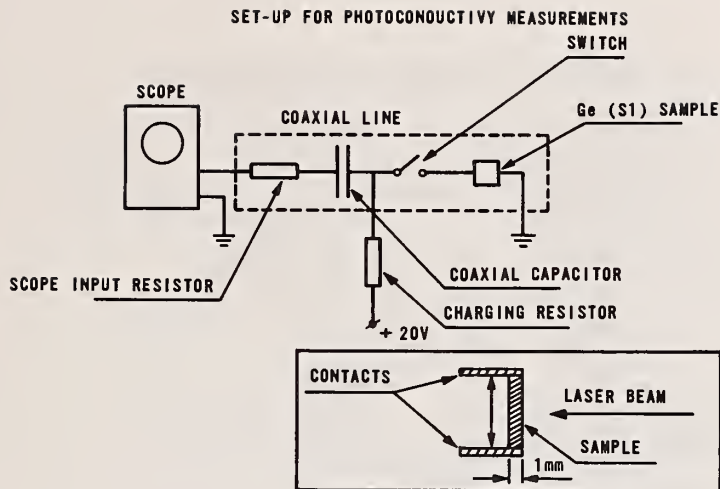 SET-UP FOR PHOTOCONDUCTIVY MEASUREMENTS
SWITCH
SCOPE
COAXIAL LINE
Ge (S1) SAMPLE
SCOPE INPUT RESISTOR
COAXIAL CAPACITOR
CHARGING RESISTOR
+ 20V
CONTACTS
LASER BEAM
SAMPLE
1mm